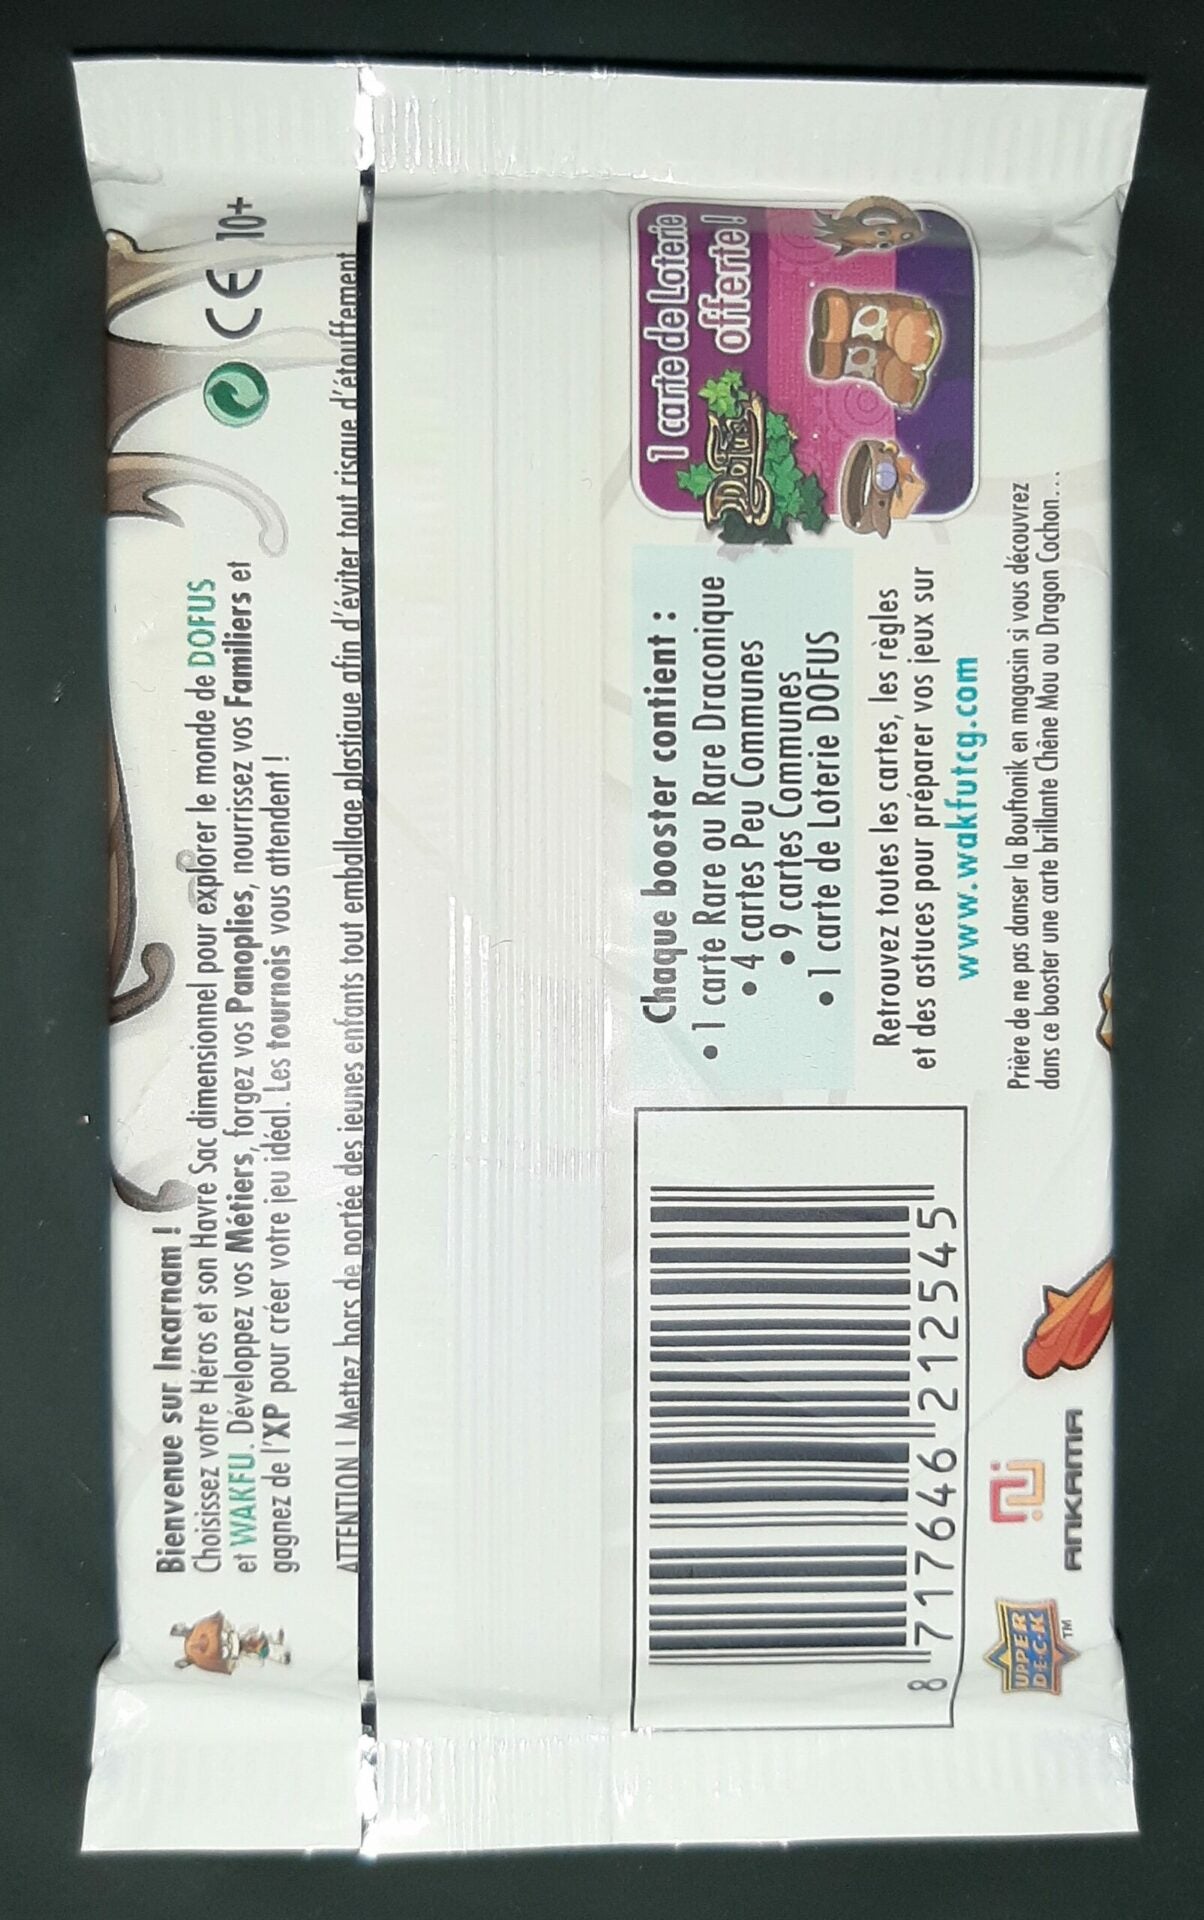 Bienvenue sur Incarnam !
Choisissez votre Héros et son Havre Sac dimensionnel pour explorer le monde de DOFUS
et WAKFU. Développez vos Métiers, forgez vos Panoplies, nourrissez vos Familiers et
gagnez de l'XP pour créer votre jeu idéal. Les tournois vous attendent !
10+
ATTENTION ! Mettez hors de portée des jeunes enfants tout emballage plastique afin d'éviter tout risque d'étouffement
Chaque booster contient :
• 1 carte Rare ou Rare Draconique
• 4 cartes Peu Communes
• 9 cartes Communes
• 1 carte de Loterie DOFUS
1 carte de Loterie
offerte !
DOFUS
Retrouvez toutes les cartes, les règles
et des astuces pour préparer vos jeux sur
www.wakfutcg.com
Prière de ne pas danser la Bouftonik en magasin si vous découvrez
dans ce booster une carte brillante Chêne Mou ou Dragon Cochon...
8 717646 212545
UPPER
DECK
TM
ANKAMA